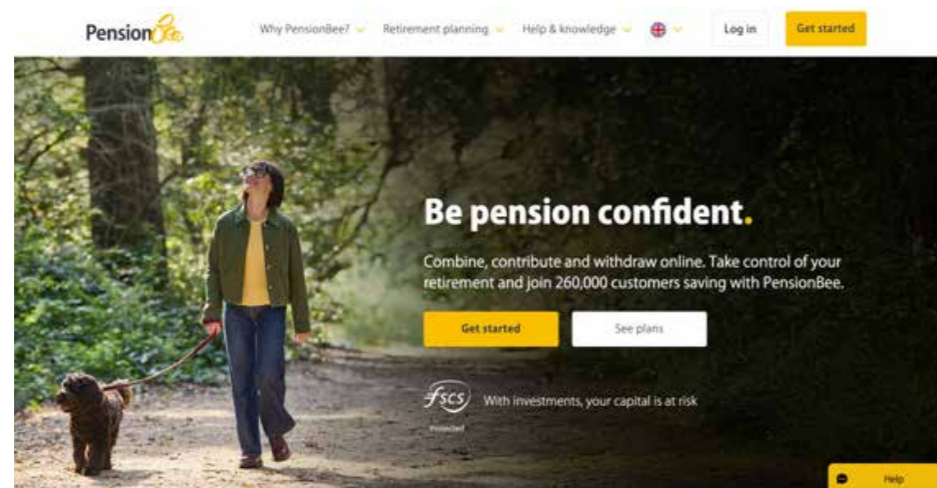 PensionBee
Why PensionBee?
Retirement planning
Help & knowledge
Log in
Get started
Be pension confident.
Combine, contribute and withdraw online. Take control of your
retirement and join 260,000 customers saving with PensionBee.
Get started
See plans
fscs
With investments, your capital is at risk
Protected
Help